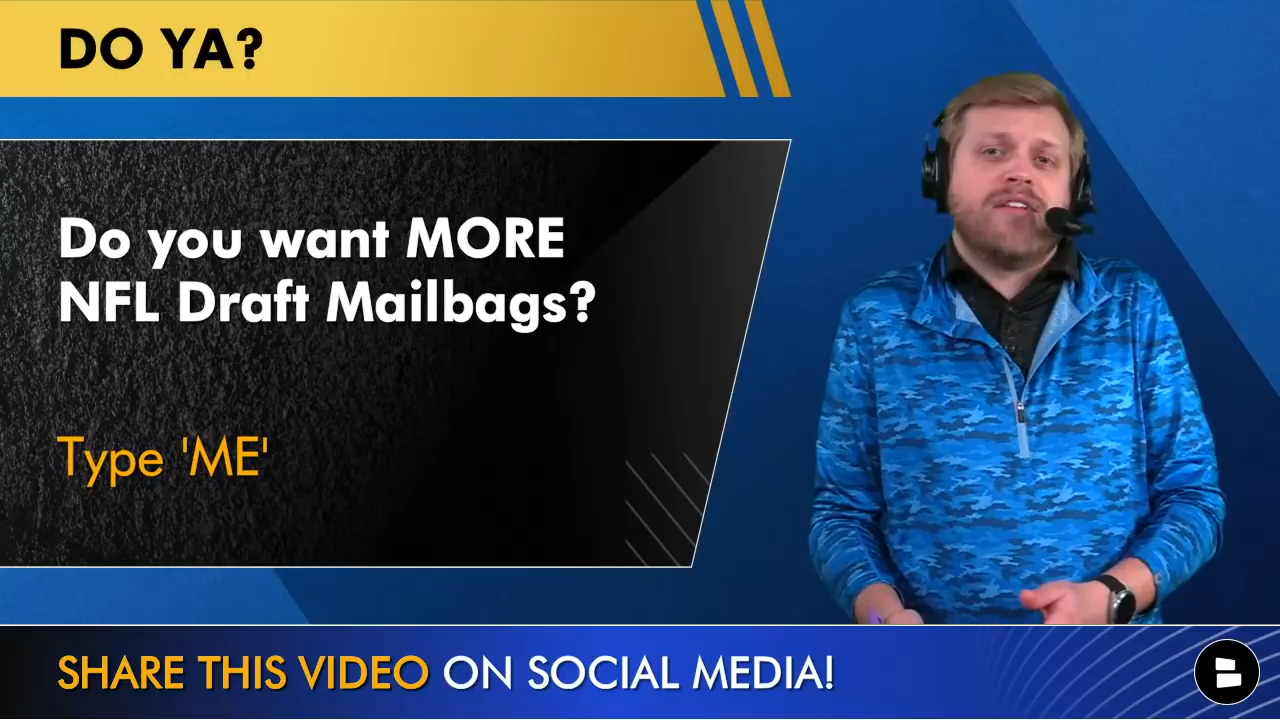 DO YA?
Do you want MORE
NFL Draft Mailbags?
Type 'ME'
SHARE THIS VIDEO ON SOCIAL MEDIA!